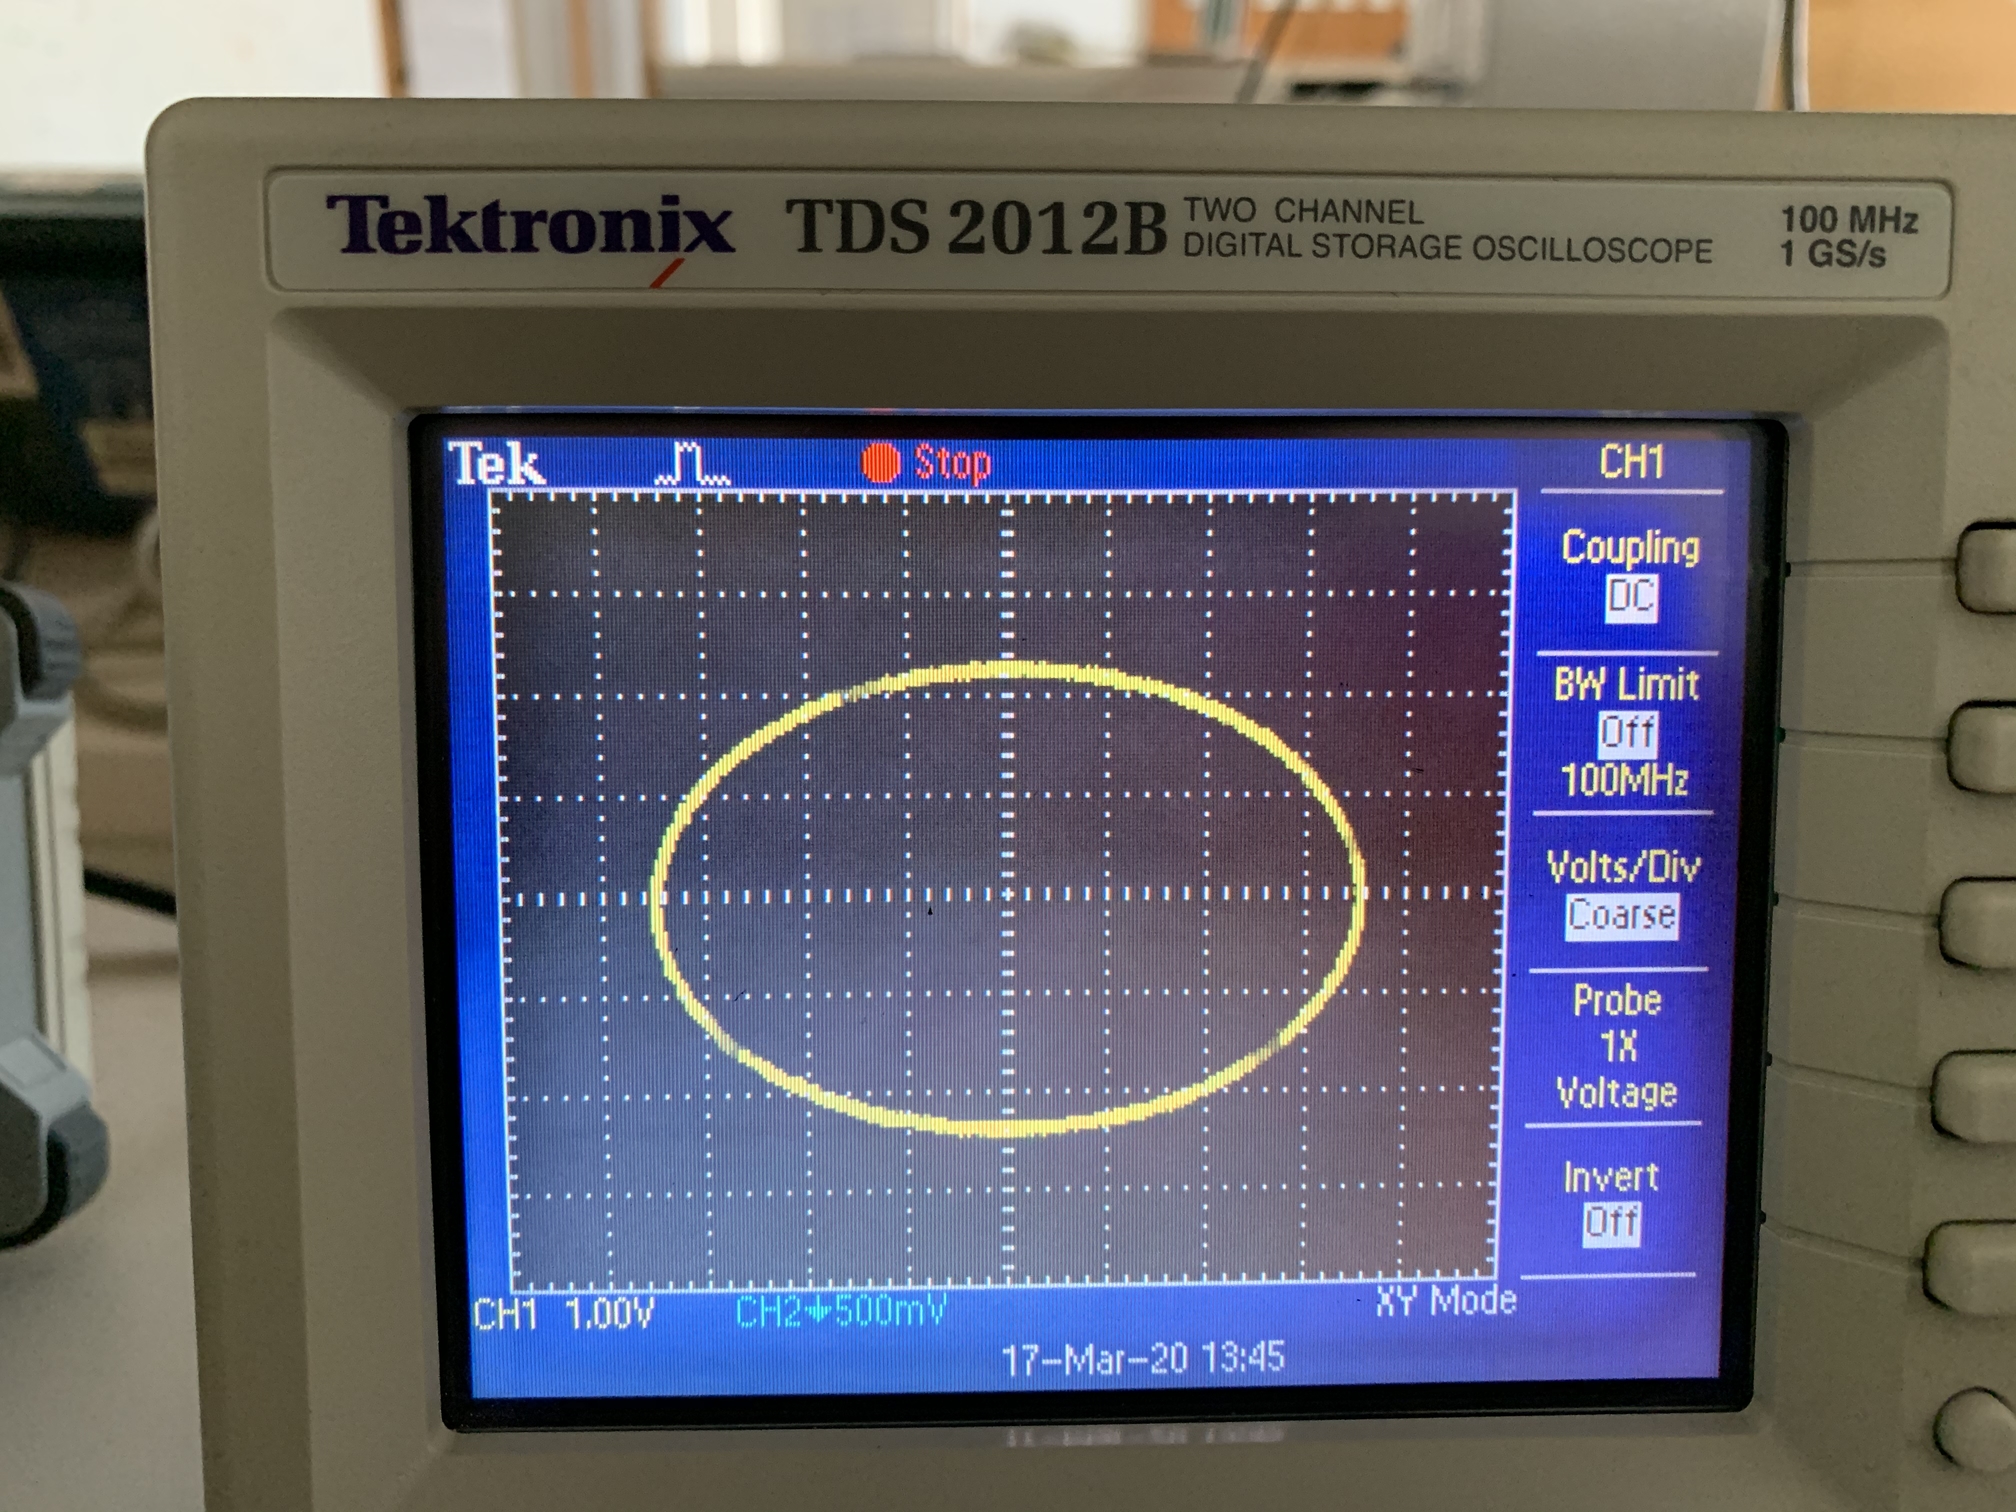 Tektronix TDS 2012B TWO CHANNEL DIGITAL STORAGE OSCILLOSCOPE
100 MHz
1 GS/s
Tek Stop CH1
Coupling
DC
BW Limit
Off
100MHz
Volts/Div
Coarse
Probe
1X
Voltage
Invert
Off
CH1 1.00V CH2 500mV XY Mode
17-Mar-20 13:45